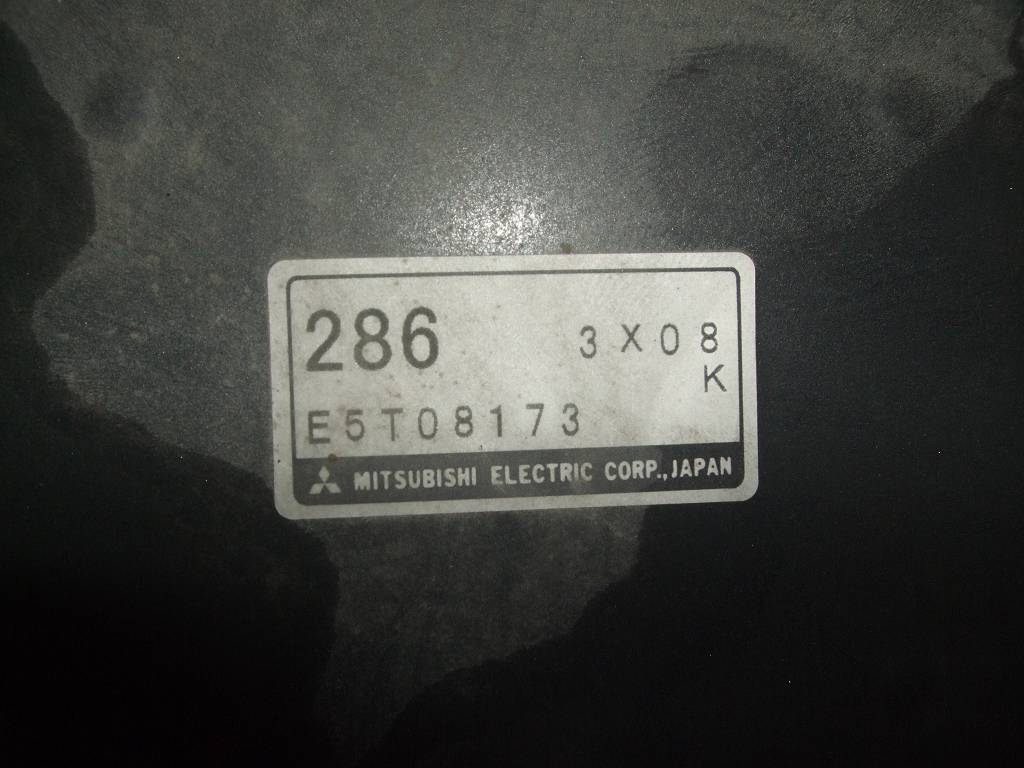 286 3X08
K
E5T08173
MITSUBISHI ELECTRIC CORP., JAPAN